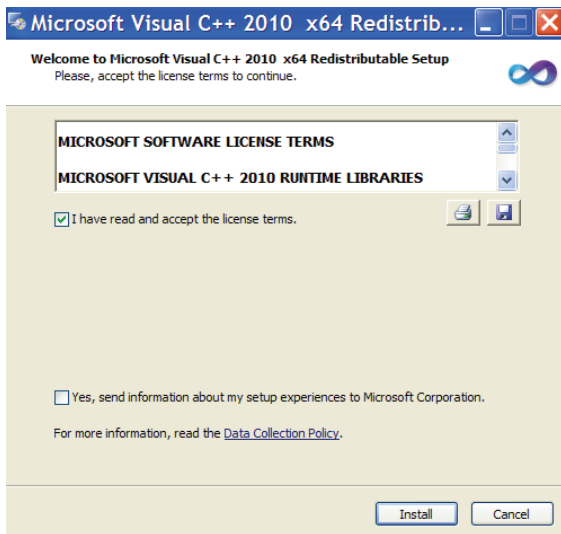 Microsoft Visual C++ 2010 x64 Redistrib...
Welcome to Microsoft Visual C++ 2010 x64 Redistributable Setup
Please, accept the license terms to continue.
MICROSOFT SOFTWARE LICENSE TERMS
MICROSOFT VISUAL C++ 2010 RUNTIME LIBRARIES
I have read and accept the license terms.
Yes, send information about my setup experiences to Microsoft Corporation.
For more information, read the Data Collection Policy.
Install
Cancel